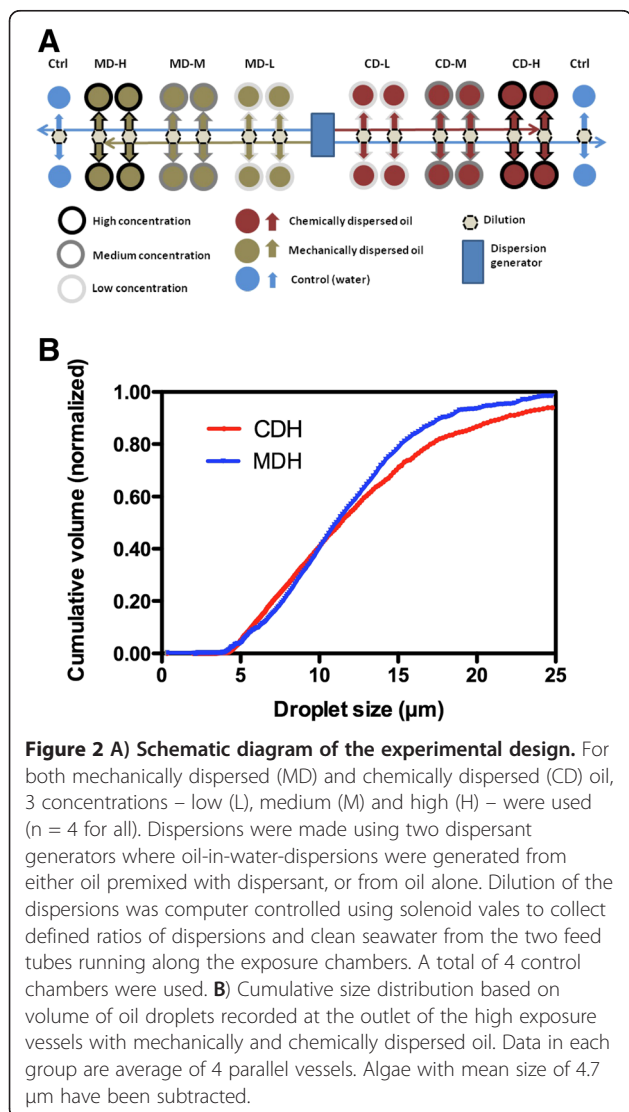 A
Ctrl MD-H MD-M MD-L CD-L CD-M CD-H Ctrl
High concentration
Medium concentration
Low concentration
Chemically dispersed oil
Mechanically dispersed oil
Control (water)
Dilution
Dispersion
generator
B
Cumulative volume (normalized)
1.00
0.80
0.60
0.40
0.20
0.00
CDH
MDH
0 5 10 15 20 25
Droplet size (µm)
Figure 2 A) Schematic diagram of the experimental design. For
both mechanically dispersed (MD) and chemically dispersed (CD) oil,
3 concentrations – low (L), medium (M) and high (H) – were used
(n = 4 for all). Dispersions were made using two dispersant
generators where oil-in-water-dispersions were generated from
either oil premixed with dispersant, or from oil alone. Dilution of the
dispersions was computer controlled using solenoid vales to collect
defined ratios of dispersions and clean seawater from the two feed
tubes running along the exposure chambers. A total of 4 control
chambers were used. B) Cumulative size distribution based on
volume of oil droplets recorded at the outlet of the high exposure
vessels with mechanically and chemically dispersed oil. Data in each
group are average of 4 parallel vessels. Algae with mean size of 4.7
µm have been subtracted.